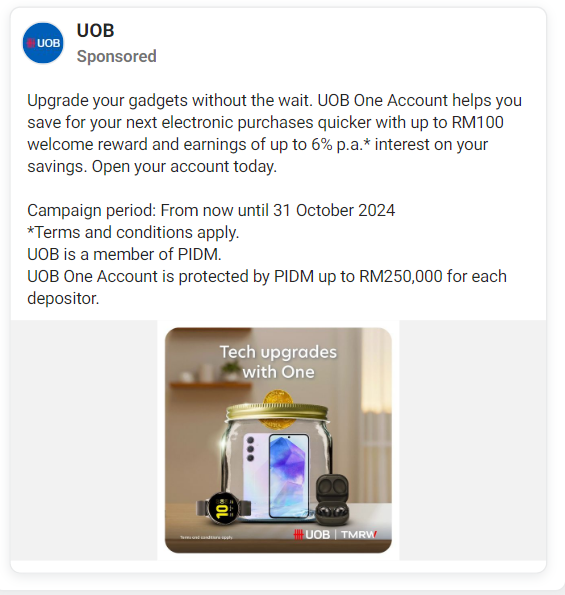 UOB
UOB
Sponsored
Upgrade your gadgets without the wait. UOB One Account helps you
save for your next electronic purchases quicker with up to RM100
welcome reward and earnings of up to 6% p.a.* interest on your
savings. Open your account today.
Campaign period: From now until 31 October 2024
*Terms and conditions apply.
UOB is a member of PIDM.
UOB One Account is protected by PIDM up to RM250,000 for each
depositor.
Tech upgrades
with One
10
Terms and conditions apply.
UOB | TMRW